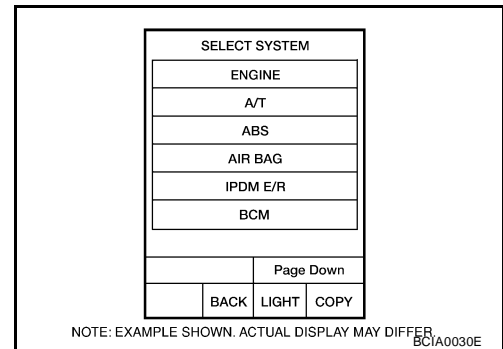 SELECT SYSTEM
ENGINE
A/T
ABS
AIR BAG
IPDM E/R
BCM
Page Down
BACK LIGHT COPY
NOTE: EXAMPLE SHOWN. ACTUAL DISPLAY MAY DIFFER.
BCIA0030E